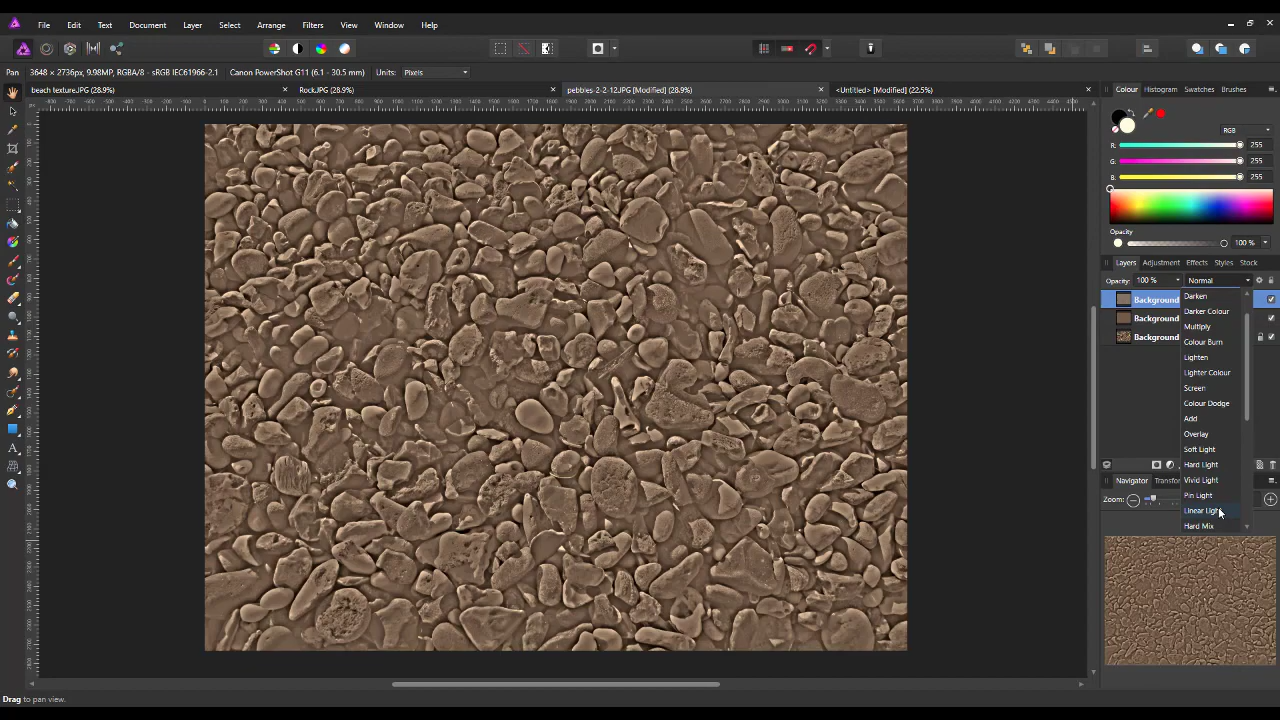 File Edit Text Document Layer Select Arrange Filters View Window Help
Pan 3648 × 2736px, 9.98MP, RGBA/8 - sRGB IEC61966-2.1 Canon PowerShot G11 (6.1 - 30.5 mm) Units: Pixels
beach texture.JPG (28.9%) Rock.JPG (28.9%) pebbles-2-2-12.JPG [Modified] (28.9%) <Untitled> [Modified] (22,5%)
Colour Histogram Swatches Brushes
RGB
R: 255
G: 255
B: 255
Opacity
100 %
Layers Adjustment Effects Styles Stock
Opacity: 100 % Normal
Background
Background
Background
Darken
Darker Colour
Multiply
Colour Burn
Lighten
Lighter Colour
Screen
Colour Dodge
Add
Overlay
Soft Light
Hard Light
Vivid Light
Pin Light
Linear Light
Hard Mix
Navigator Transfor
Zoom:
Drag to pan view.